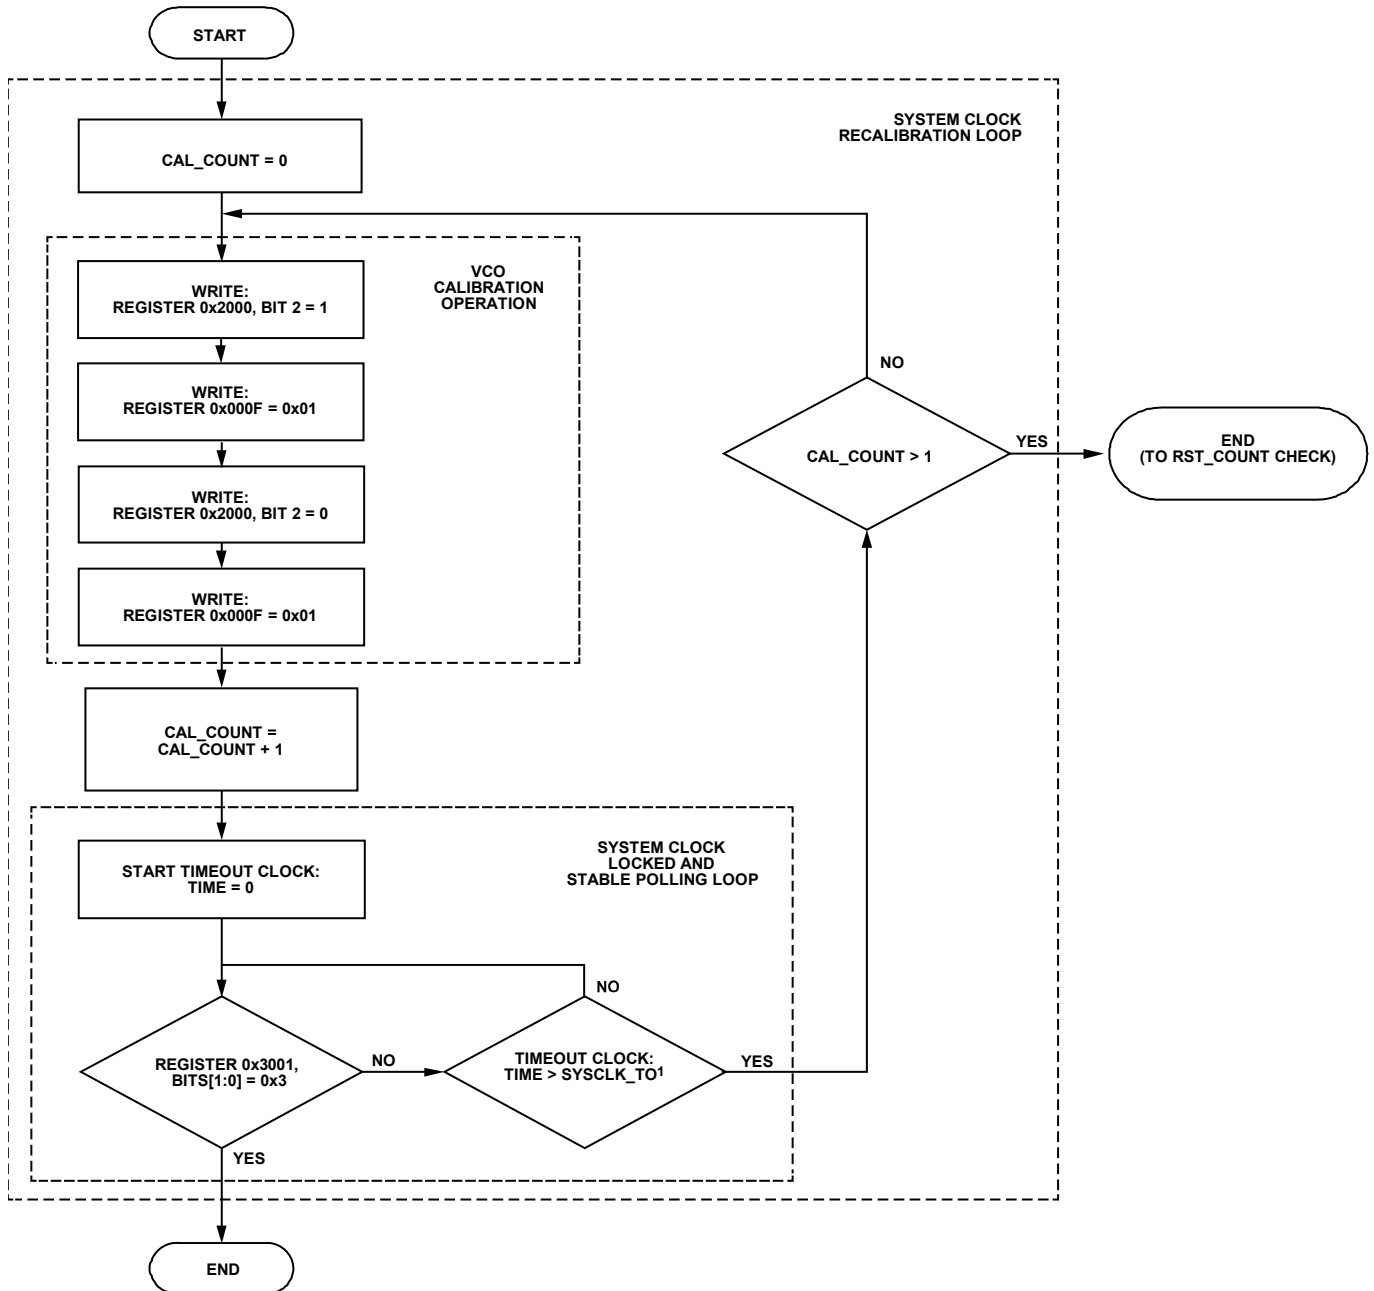 START
SYSTEM CLOCK
RECALIBRATION LOOP
CAL_COUNT = 0
VCO
CALIBRATION
OPERATION
WRITE:
REGISTER 0x2000, BIT 2 = 1
WRITE:
REGISTER 0x000F = 0x01
WRITE:
REGISTER 0x2000, BIT 2 = 0
WRITE:
REGISTER 0x000F = 0x01
NO
CAL_COUNT > 1
YES
END
(TO RST_COUNT CHECK)
CAL_COUNT =
CAL_COUNT + 1
SYSTEM CLOCK
LOCKED AND
STABLE POLLING LOOP
START TIMEOUT CLOCK:
TIME = 0
NO
REGISTER 0x3001,
BITS[1:0] = 0x3
NO
TIMEOUT CLOCK:
TIME > SYSCLK_TO¹
YES
YES
END